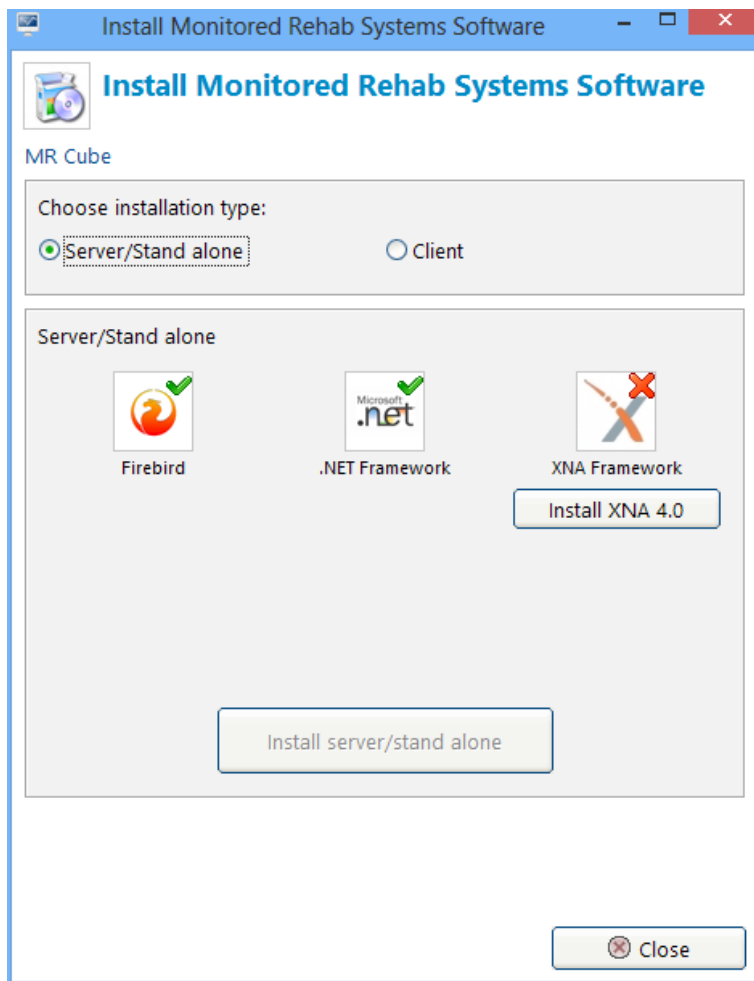 Install Monitored Rehab Systems Software
Install Monitored Rehab Systems Software
MR Cube
Choose installation type:
Server/Stand alone Client
Server/Stand alone
Microsoft
.net
Firebird .NET Framework XNA Framework
Install XNA 4.0
Install server/stand alone
Close